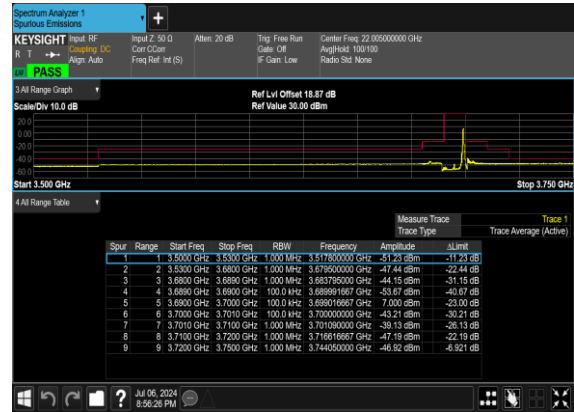 Spectrum Analyzer 1
Spurious Emissions
KEYSIGHT Input: RF Input Z: 50 Ω Atten: 20 dB Trig: Free Run Center Freq: 22.005000000 GHz
R T Coupling: DC Corr CCorr Gate: Off Avg|Hold: 100/100
Align: Auto Freq Ref: Int (S) IF Gain: Low Radio Std: None
PASS
3 All Range Graph Ref Lvl Offset 18.87 dB
Scale/Div 10.0 dB Ref Value 30.00 dBm
20.0
0.00
-20.0
-40.0
-60.0
Start 3.500 GHz Stop 3.750 GHz
4 All Range Table
Measure Trace Trace 1
Trace Type Trace Average (Active)
Spur Range Start Freq Stop Freq RBW Frequency Amplitude ΔLimit
1 1 3.5000 GHz 3.5300 GHz 1.000 MHz 3.517800000 GHz -51.23 dBm -11.23 dB
2 2 3.5300 GHz 3.6800 GHz 1.000 MHz 3.679500000 GHz -47.44 dBm -22.44 dB
3 3 3.6800 GHz 3.6890 GHz 1.000 MHz 3.683795000 GHz -44.15 dBm -31.15 dB
4 4 3.6890 GHz 3.6900 GHz 100.0 kHz 3.689991667 GHz -53.67 dBm -40.67 dB
5 5 3.6900 GHz 3.7000 GHz 100.0 kHz 3.699016667 GHz 7.000 dBm -23.00 dB
6 6 3.7000 GHz 3.7010 GHz 100.0 kHz 3.700000000 GHz -43.21 dBm -30.21 dB
7 7 3.7010 GHz 3.7100 GHz 1.000 MHz 3.701090000 GHz -39.13 dBm -26.13 dB
8 8 3.7100 GHz 3.7200 GHz 1.000 MHz 3.716616667 GHz -47.19 dBm -22.19 dB
9 9 3.7200 GHz 3.7500 GHz 1.000 MHz 3.744050000 GHz -46.92 dBm -6.921 dB
Jul 06, 2024
8:56:26 PM